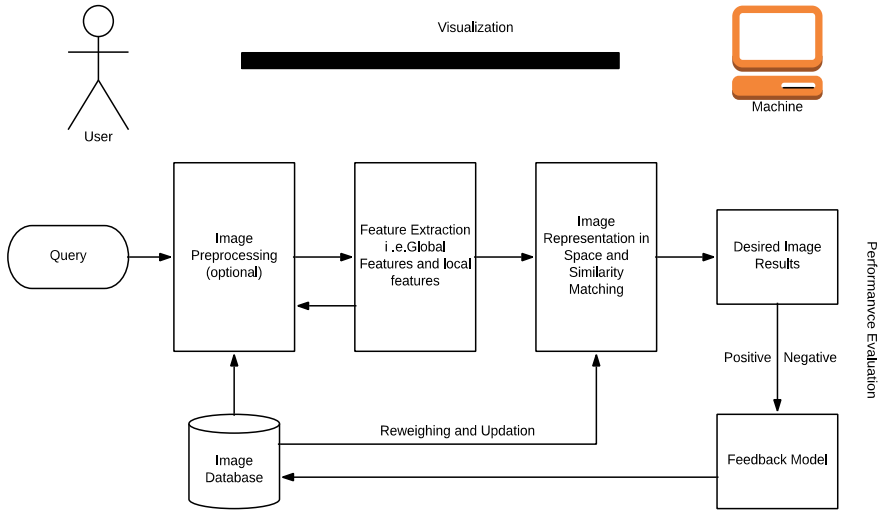 Visualization
User
Machine
Query
Image
Preprocessing
(optional)
Feature Extraction
i .e.Global
Features and local
features
Image
Representation in
Space and
Similarity
Matching
Desired Image
Results
Performanvce Evaluation
Positive
Negative
Reweighing and Updation
Image
Database
Feedback Model